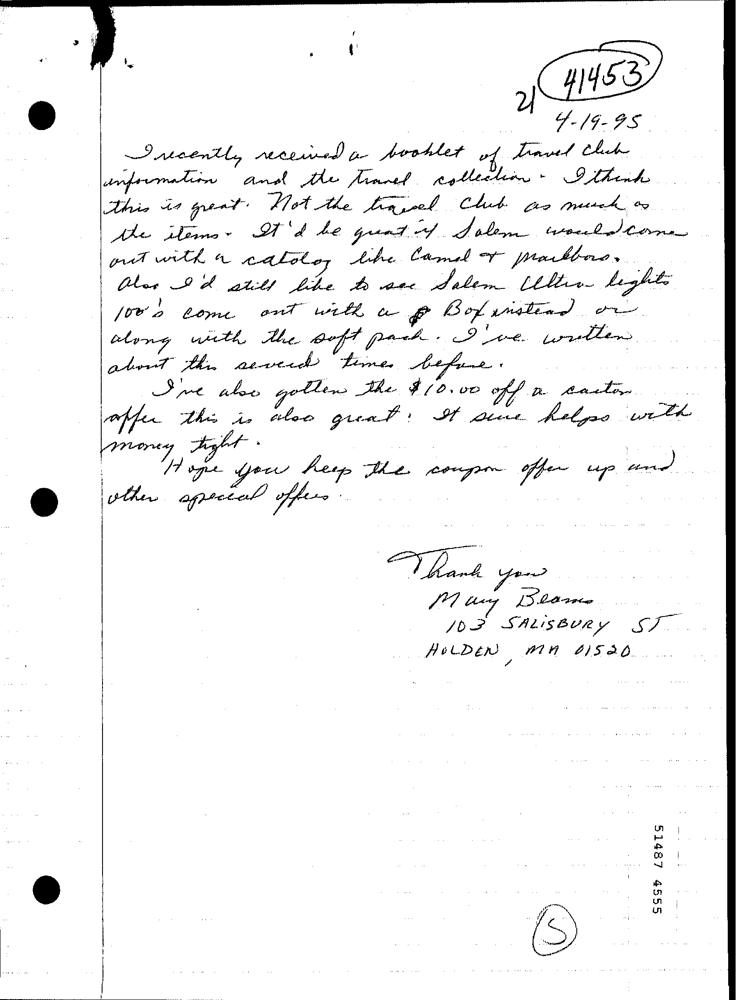 41453
21
4-19-95
I recently received a booklet of travel club
information and the travel collection. I think
this is great. Not the travel club as much as
the items. It'd be great if Salem would come
out with a catolog like Camel + Marlboro.
Also I'd still like to see Salem Ultra lights
100's come out with a Box instead or
along with the soft pack. I've written
about this several times before.
I've also gotten the $10.00 off a carton
offer this is also great! It sure helps with
money tight.
Hope you keep the coupon offer up and
other special offers.
Thank you
Mary Beams
103 SALISBURY ST
HOLDEN, MA 01520
51487 4555
S